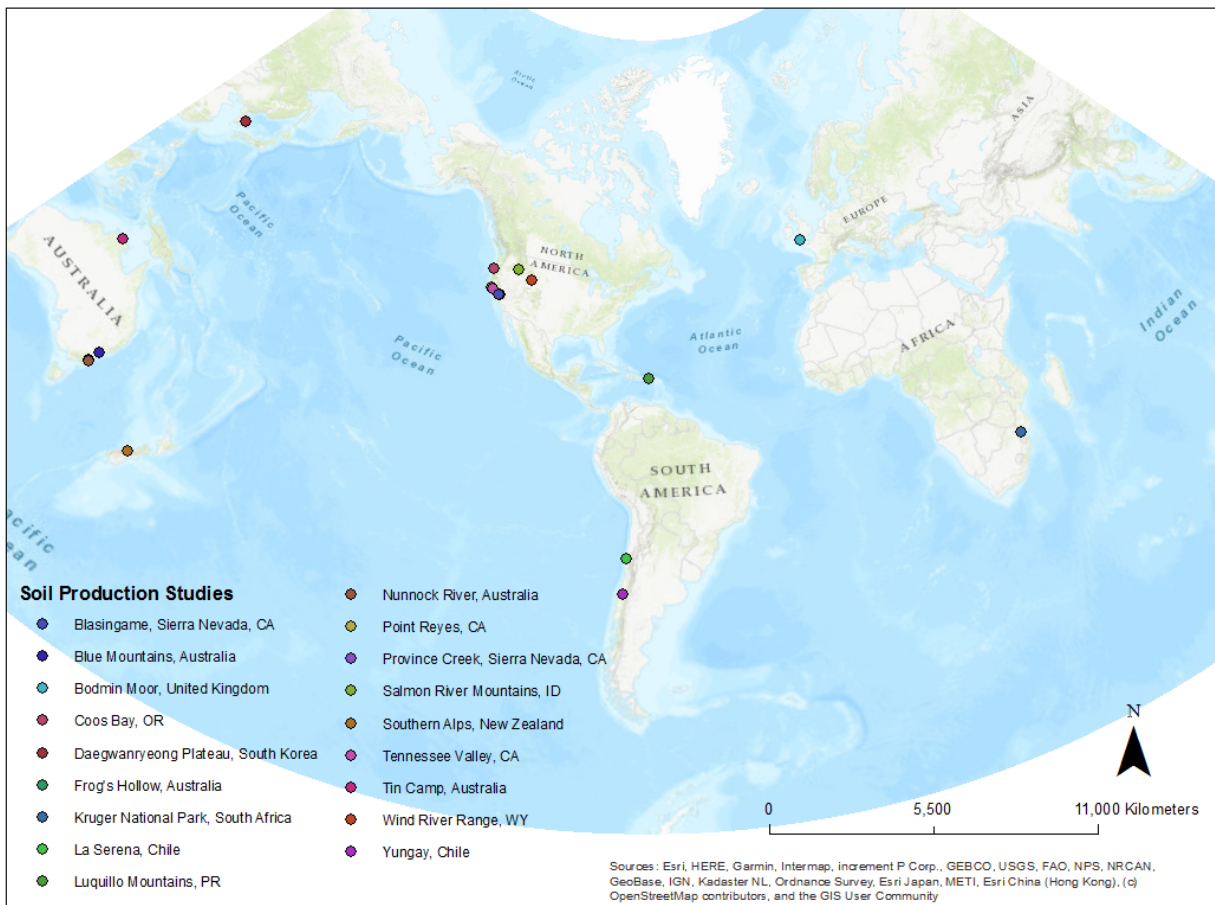 Arctic
Ocean
ASIA
Pacific
Ocean
EUROPE
AUSTRALIA
NORTH
AMERICA
Pacific
Ocean
Atlantic
Ocean
AFRICA
Indian
Ocean
SOUTH
AMERICA
Pacific
Ocean
Soil Production Studies
Blasingame, Sierra Nevada, CA
Blue Mountains, Australia
Bodmin Moor, United Kingdom
Coos Bay, OR
Daegwanryeong Plateau, South Korea
Frog's Hollow, Australia
Kruger National Park, South Africa
La Serena, Chile
Luquillo Mountains, PR
Nunnock River, Australia
Point Reyes, CA
Province Creek, Sierra Nevada, CA
Salmon River Mountains, ID
Southern Alps, New Zealand
Tennessee Valley, CA
Tin Camp, Australia
Wind River Range, WY
Yungay, Chile
N
0 5,500 11,000 Kilometers
Sources: Esri, HERE, Garmin, Intermap, increment P Corp., GEBCO, USGS, FAO, NPS, NRCAN,
GeoBase, IGN, Kadaster NL, Ordnance Survey, Esri Japan, METI, Esri China (Hong Kong), (c)
OpenStreetMap contributors, and the GIS User Community